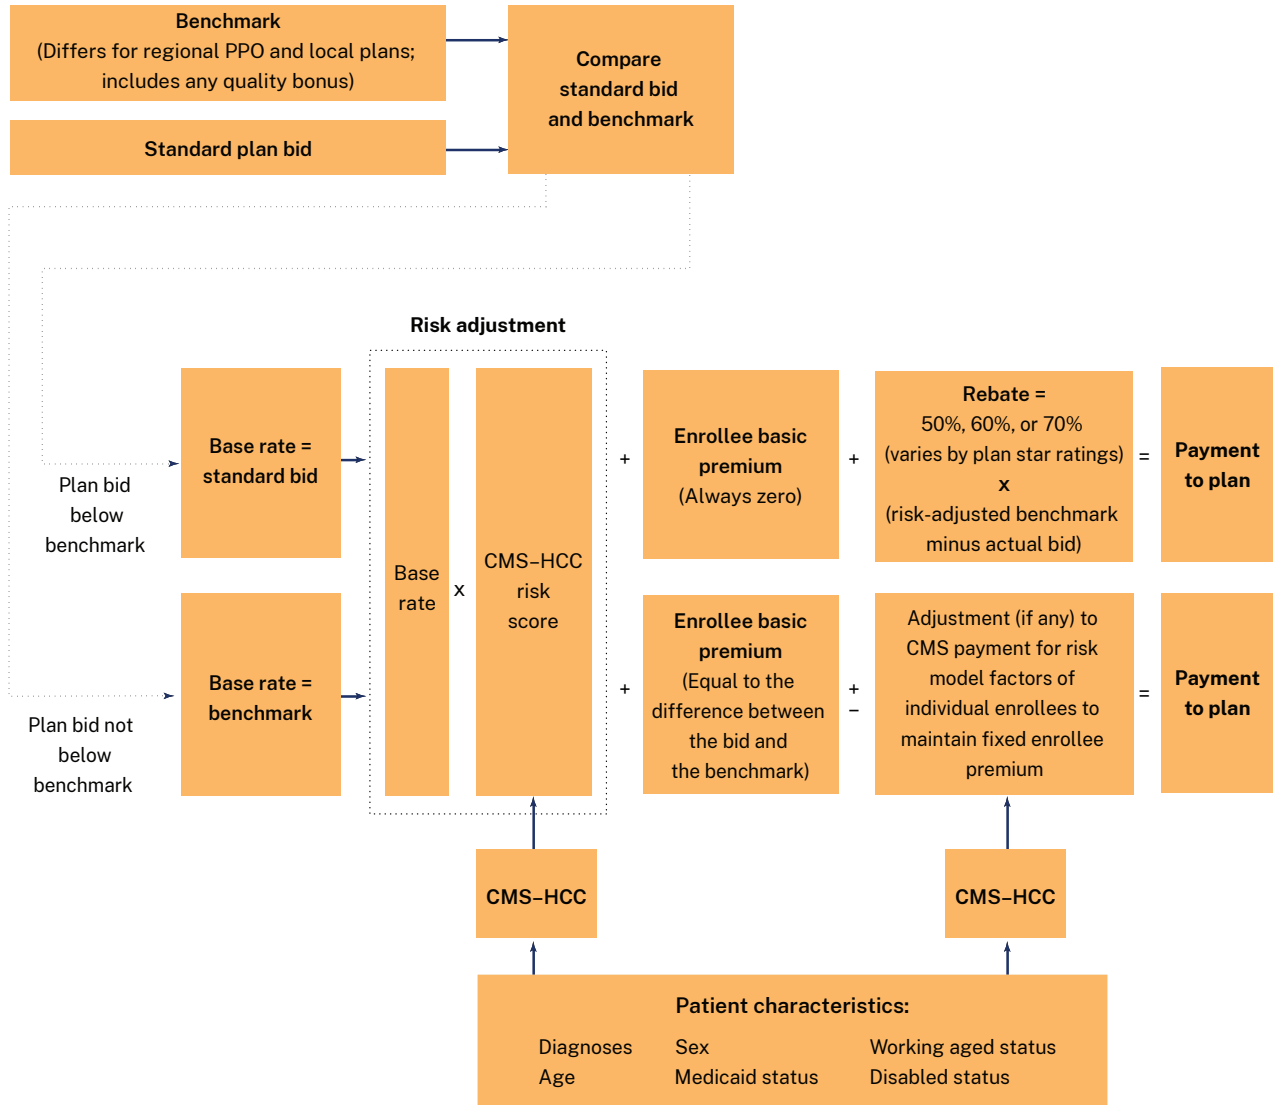 Benchmark
(Differs for regional PPO and local plans;
includes any quality bonus)
Standard plan bid
Compare
standard bid
and benchmark
Risk adjustment
Plan bid
below
benchmark
Base rate =
standard bid
Plan bid not
below
benchmark
Base rate =
benchmark
Base
rate
x
CMS–HCC
risk
score
+
Enrollee basic
premium
(Always zero)
+
Rebate =
50%, 60%, or 70%
(varies by plan star ratings)
x
(risk-adjusted benchmark
minus actual bid)
=
Payment
to plan
+
Enrollee basic
premium
(Equal to the
difference between
the bid and
the benchmark)
+
–
Adjustment (if any) to
CMS payment for risk
model factors of
individual enrollees to
maintain fixed enrollee
premium
=
Payment
to plan
CMS–HCC
CMS–HCC
Patient characteristics:
Diagnoses Sex Working aged status
Age Medicaid status Disabled status